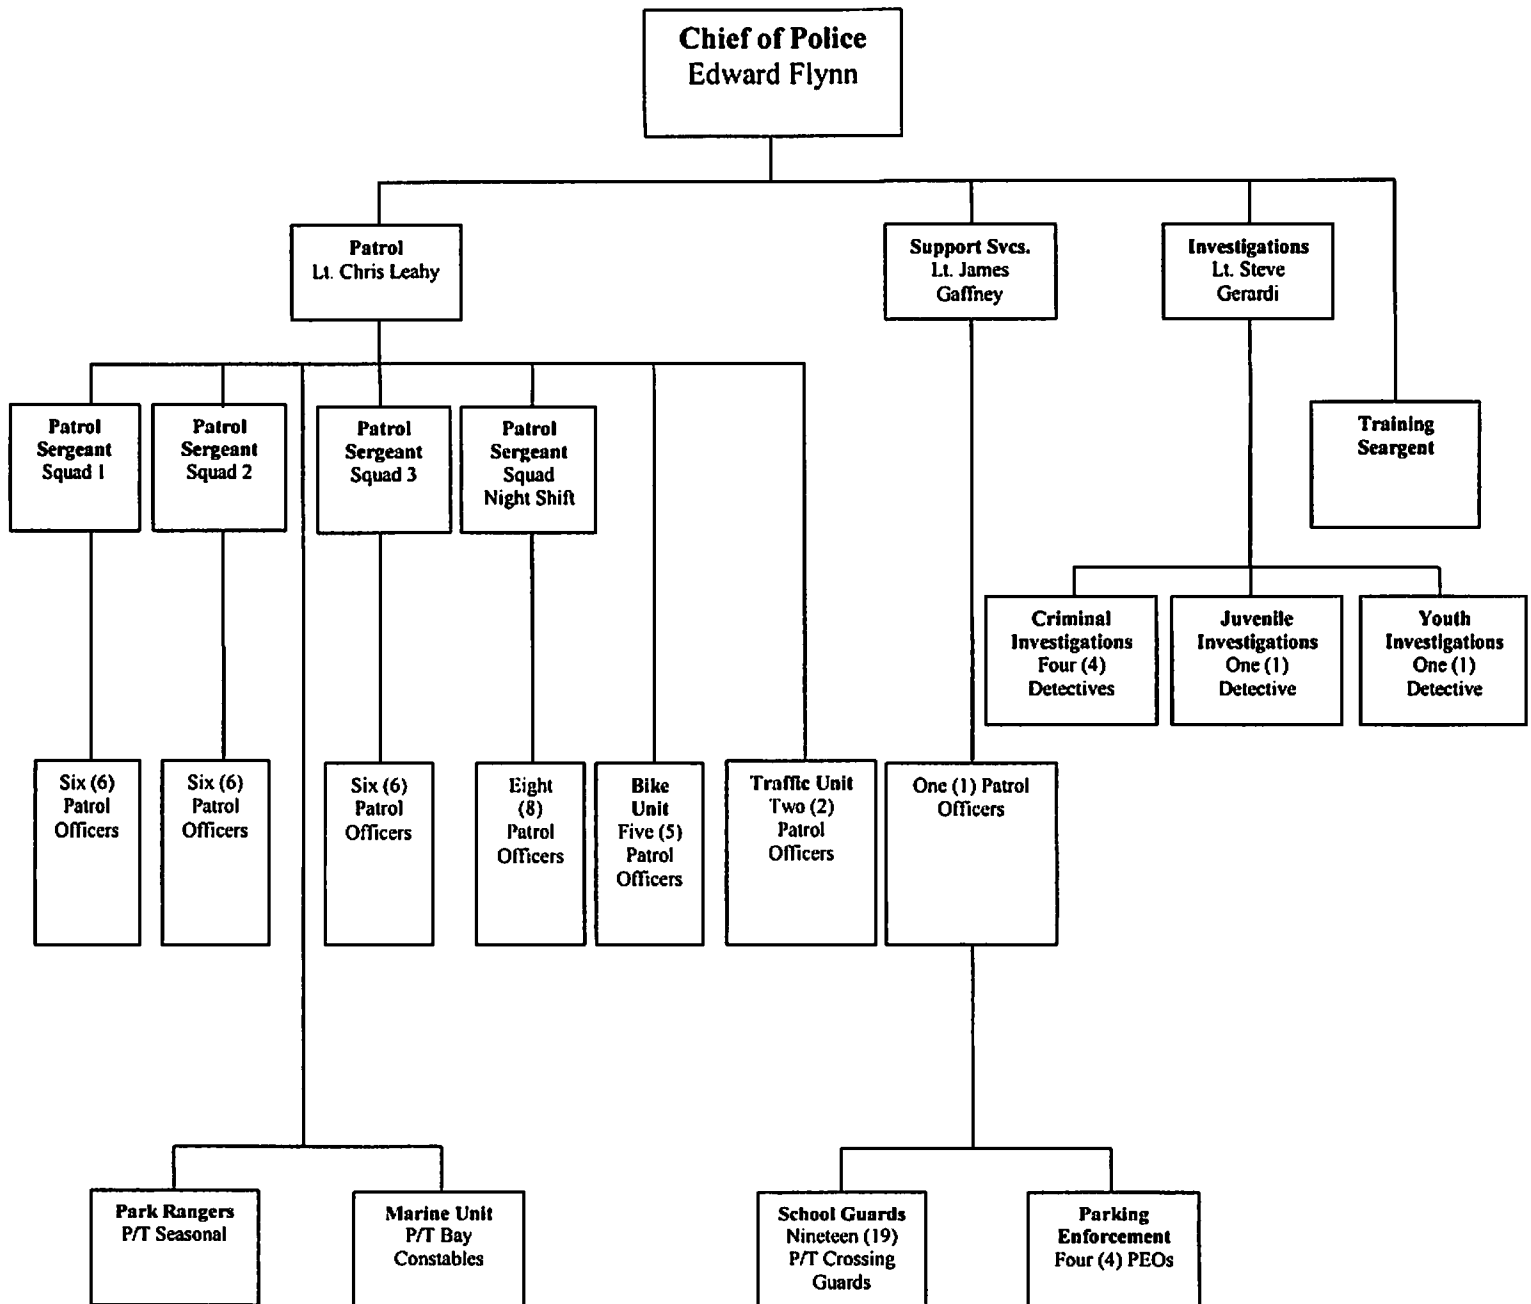 Chief of Police
Edward Flynn
Patrol
Lt. Chris Leahy
Support Svcs.
Lt. James
Gaffney
Investigations
Lt. Steve
Gerardi
Patrol
Sergeant
Squad 1
Patrol
Sergeant
Squad 2
Patrol
Sergeant
Squad 3
Patrol
Sergeant
Squad
Night Shift
Training
Seargent
Criminal
Investigations
Four (4)
Detectives
Juvenile
Investigations
One (1)
Detective
Youth
Investigations
One (1)
Detective
Six (6)
Patrol
Officers
Six (6)
Patrol
Officers
Six (6)
Patrol
Officers
Eight
(8)
Patrol
Officers
Bike
Unit
Five (5)
Patrol
Officers
Traffic Unit
Two (2)
Patrol
Officers
One (1) Patrol
Officers
Park Rangers
P/T Seasonal
Marine Unit
P/T Bay
Constables
School Guards
Nineteen (19)
P/T Crossing
Guards
Parking
Enforcement
Four (4) PEOs